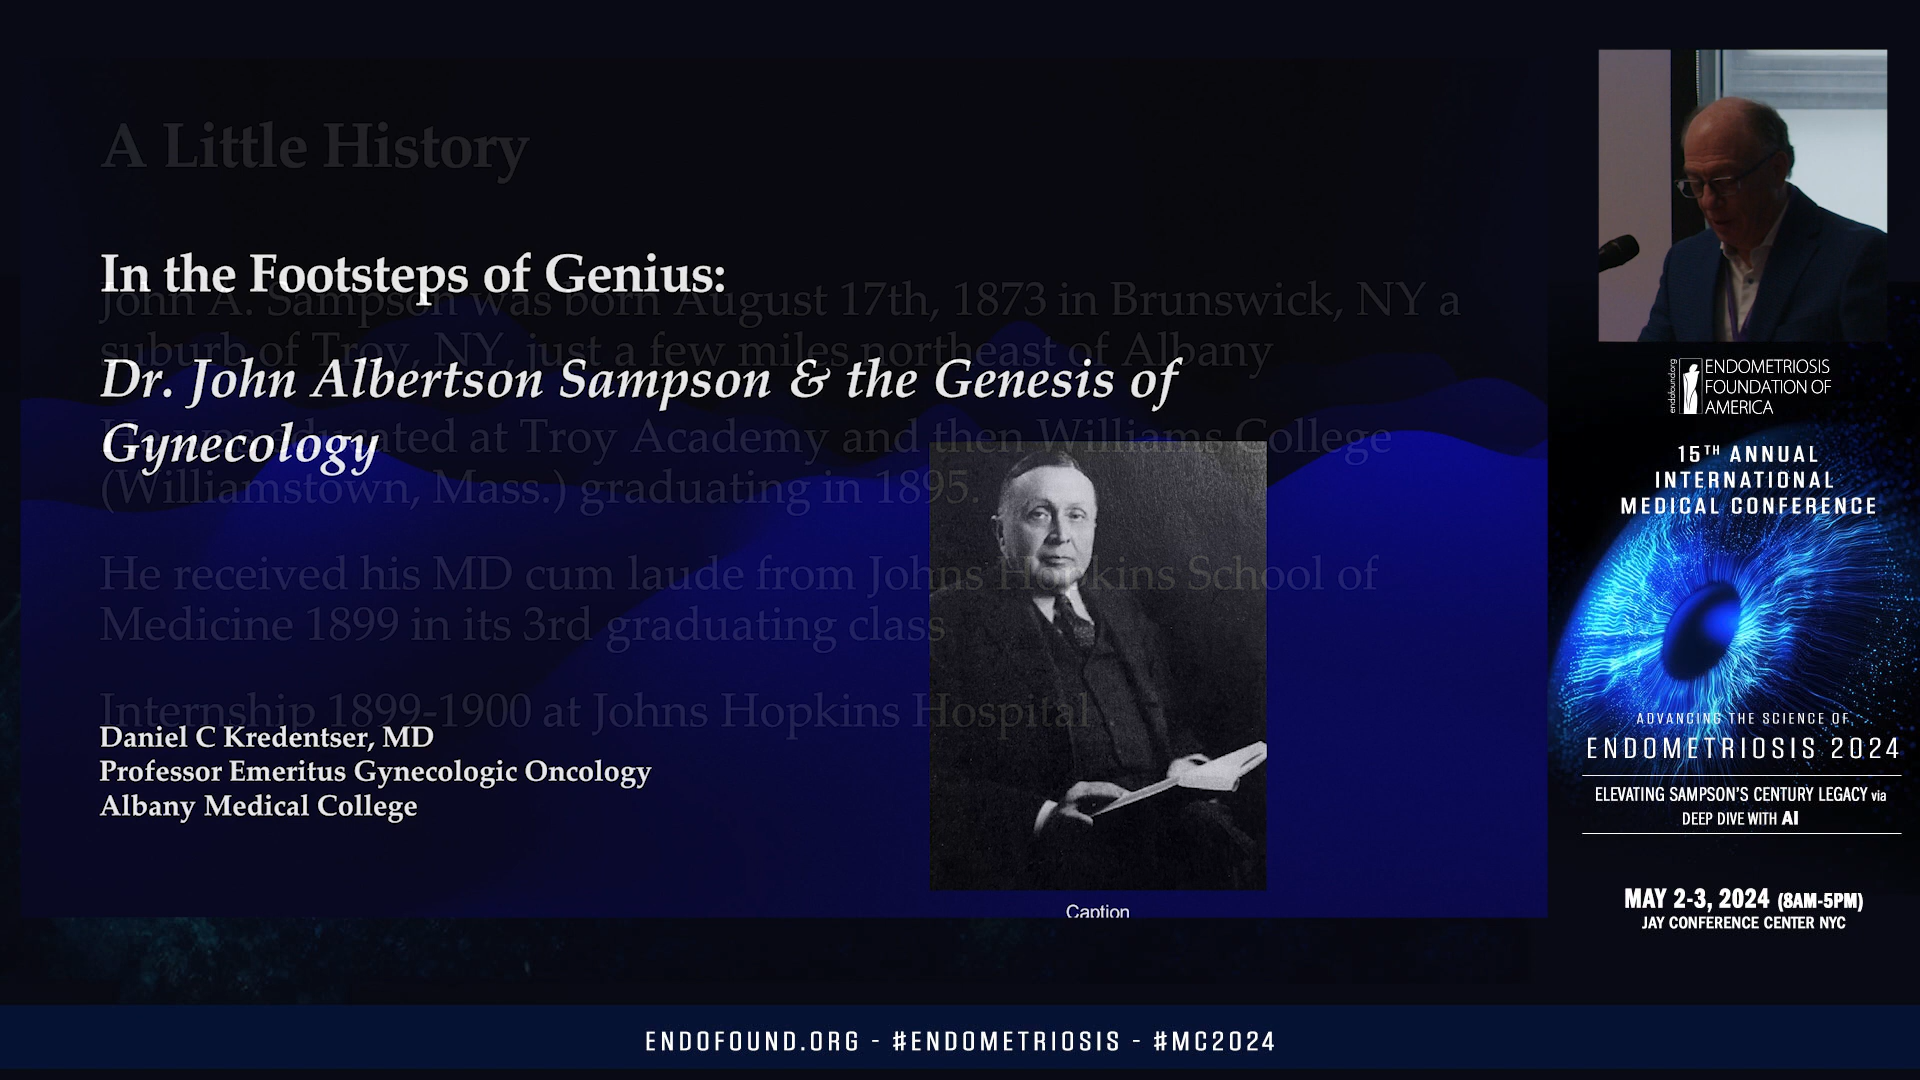 A Little History
In the Footsteps of Genius:
John A. Sampson was born August 17th, 1873 in Brunswick, NY a
suburb of Troy, NY, just a few miles northeast of Albany
Dr. John Albertson Sampson & the Genesis of
Gynecology
educated at Troy Academy and then Williams College
(Williamstown, Mass.) graduating in 1895.
He received his MD cum laude from Johns Hopkins School of
Medicine 1899 in its 3rd graduating class
Internship 1899-1900 at Johns Hopkins Hospital
Daniel C Kredentser, MD
Professor Emeritus Gynecologic Oncology
Albany Medical College
Caption
endofound.org
ENDOMETRIOSIS
FOUNDATION OF
AMERICA
15TH ANNUAL
INTERNATIONAL
MEDICAL CONFERENCE
ADVANCING THE SCIENCE OF
ENDOMETRIOSIS 2024
ELEVATING SAMPSON'S CENTURY LEGACY via
DEEP DIVE WITH AI
MAY 2-3, 2024 (8AM-5PM)
JAY CONFERENCE CENTER NYC
ENDOFOUND.ORG - #ENDOMETRIOSIS - #MC2024